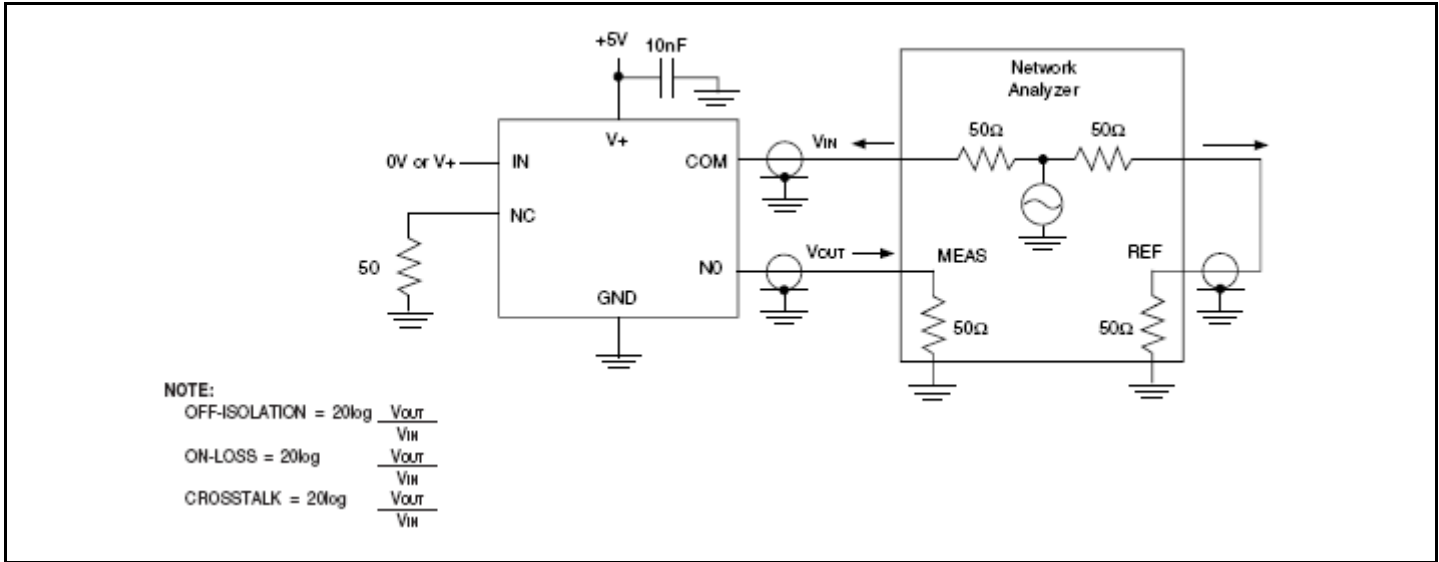 +5V
10nF
Network
Analyzer
50Ω
50Ω
V+
VIN
0V or V+
IN
COM
NC
VOUT
MEAS
REF
50
N0
GND
50Ω
50Ω
NOTE:
OFF-ISOLATION = 20log VOUT
VIN
ON-LOSS = 20log VOUT
VIN
CROSSTALK = 20log VOUT
VIN